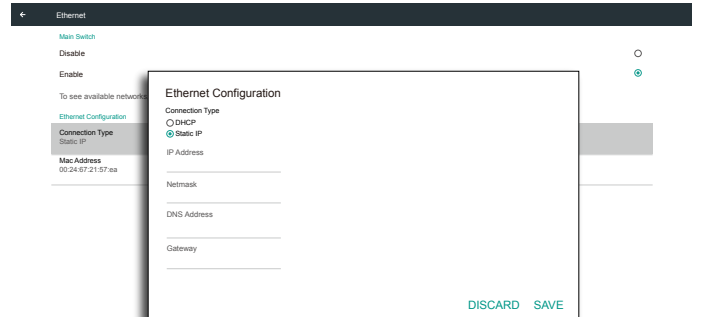 Ethernet
Main Switch
Disable
Enable
To see available networks
Ethernet Configuration
Connection Type
Static IP
Mac Address
00:24:67:21:57:ea
Ethernet Configuration
Connection Type
DHCP
Static IP
IP Address
Netmask
DNS Address
Gateway
DISCARD SAVE